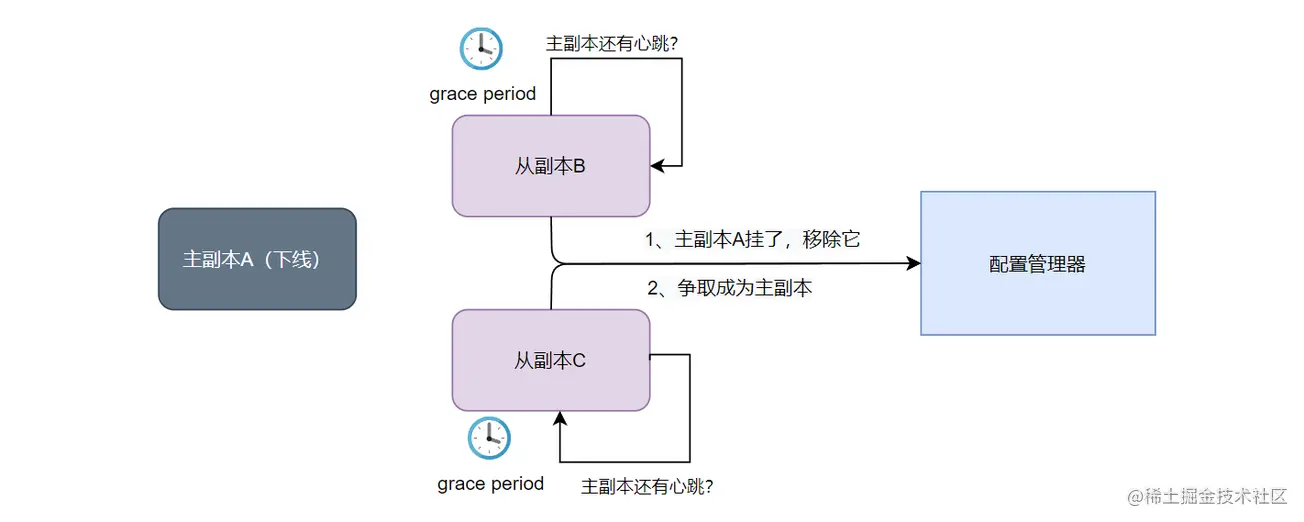 主副本还有心跳？
grace period
从副本B
主副本A（下线）
1、主副本A挂了，移除它
2、争取成为主副本
配置管理器
从副本C
grace period
主副本还有心跳？
@稀土掘金技术社区